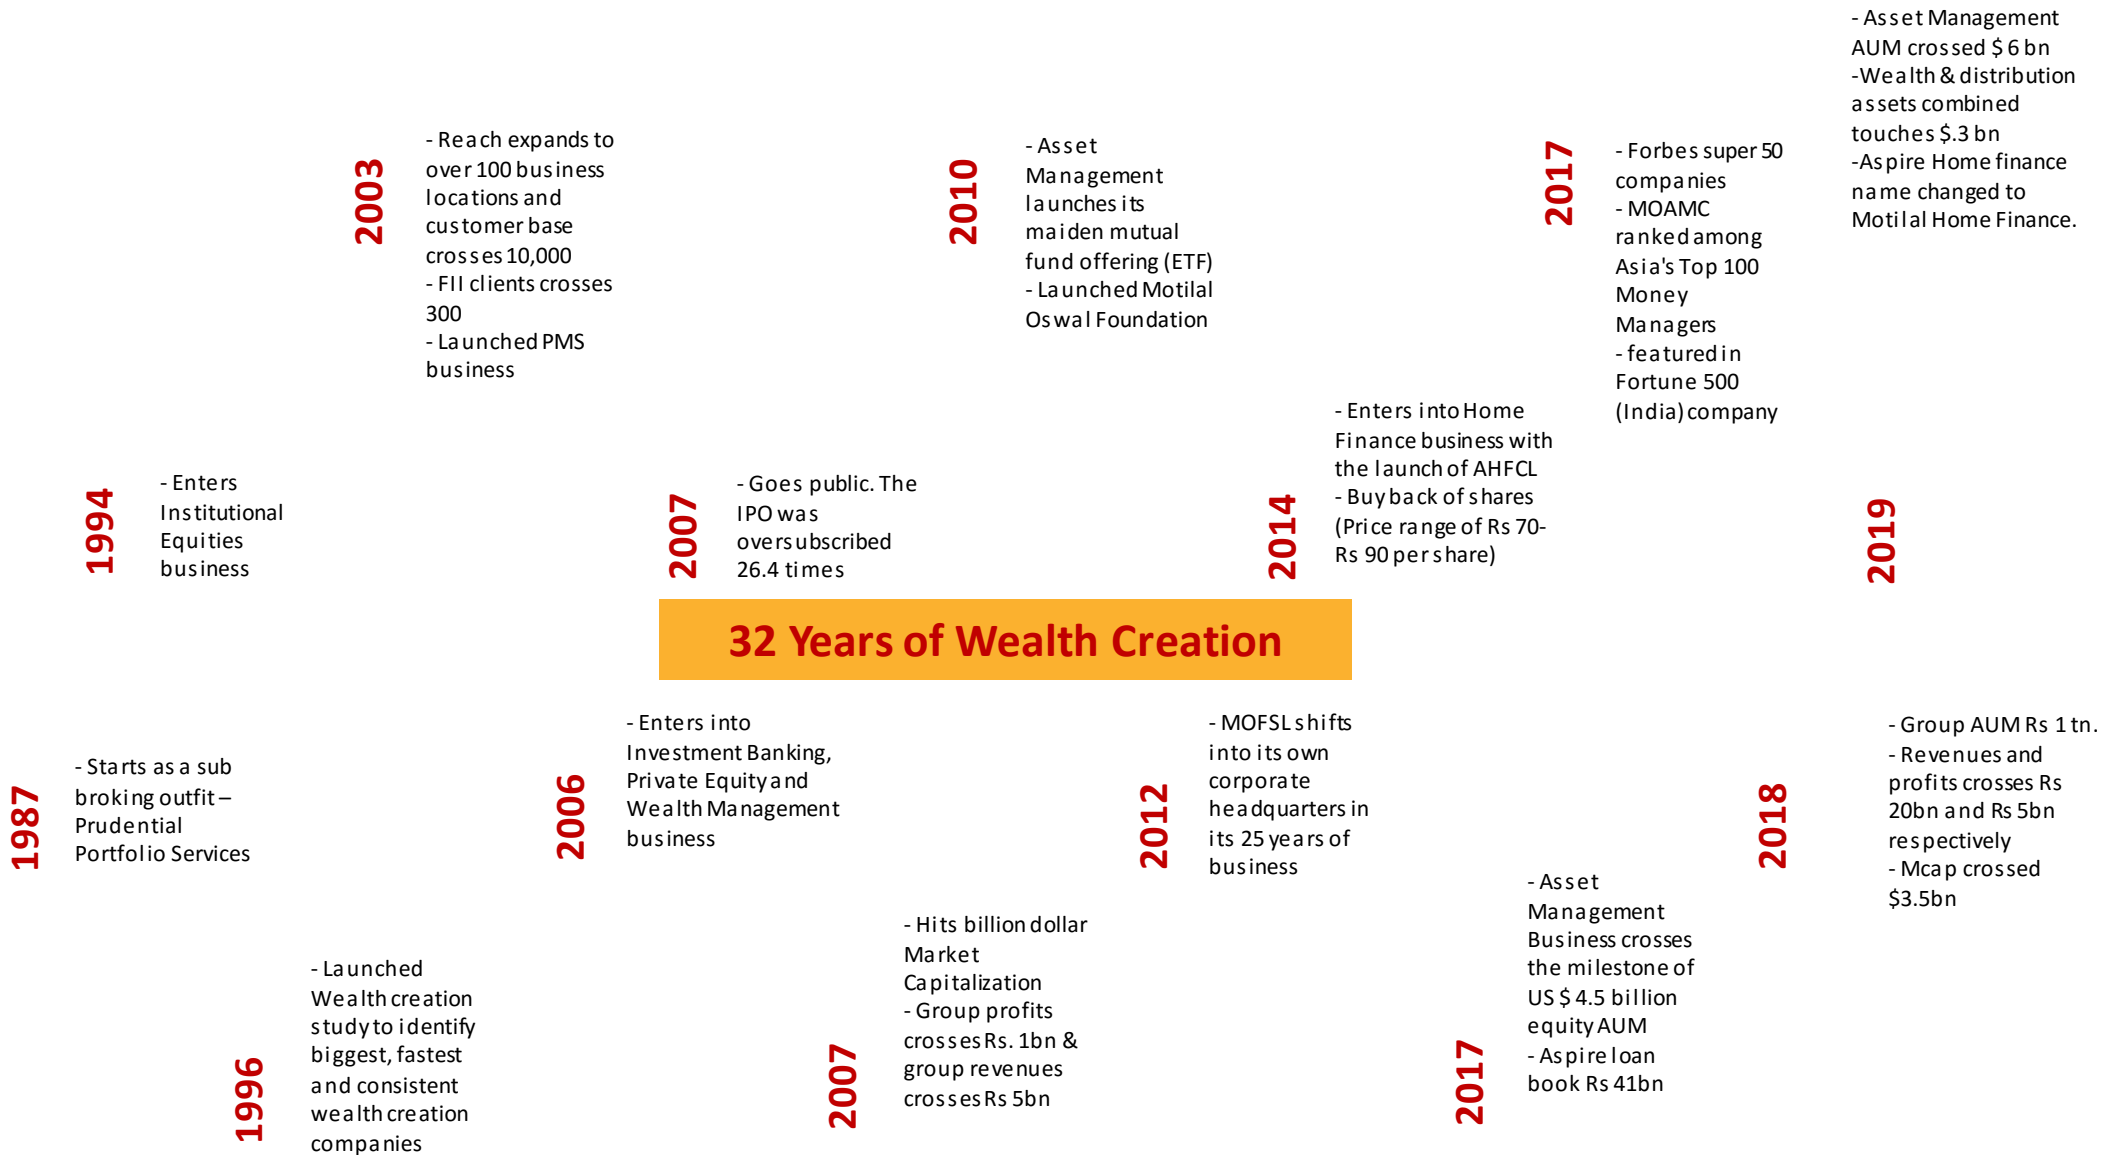 1987
- Starts as a sub
broking outfit –
Prudential
Portfolio Services
1994
- Enters
Institutional
Equities
business
1996
- Launched
Wealth creation
study to identify
biggest, fastest
and consistent
wealth creation
companies
2003
- Reach expands to
over 100 business
locations and
customer base
crosses 10,000
- FII clients crosses
300
- Launched PMS
business
2006
- Enters into
Investment Banking,
Private Equity and
Wealth Management
business
2007
- Goes public. The
IPO was
oversubscribed
26.4 times
32 Years of Wealth Creation
2007
- Hits billion dollar
Market
Capitalization
- Group profits
crosses Rs. 1bn &
group revenues
crosses Rs 5bn
2010
- Asset
Management
launches its
maiden mutual
fund offering (ETF)
- Launched Motilal
Oswal Foundation
2012
- MOFSL shifts
into its own
corporate
headquarters in
its 25 years of
business
2014
- Enters into Home
Finance business with
the launch of AHFCL
- Buy back of shares
(Price range of Rs 70-
Rs 90 per share)
2017
- Asset
Management
Business crosses
the milestone of
US $ 4.5 billion
equity AUM
- Aspire loan
book Rs 41bn
2017
- Forbes super 50
companies
- MOAMC
ranked among
Asia's Top 100
Money
Managers
- featured in
Fortune 500
(India) company
2018
- Group AUM Rs 1 tn.
- Revenues and
profits crosses Rs
20bn and Rs 5bn
respectively
- Mcap crossed
$3.5bn
2019
- Asset Management
AUM crossed $ 6 bn
-Wealth & distribution
assets combined
touches $.3 bn
-Aspire Home finance
name changed to
Motilal Home Finance.